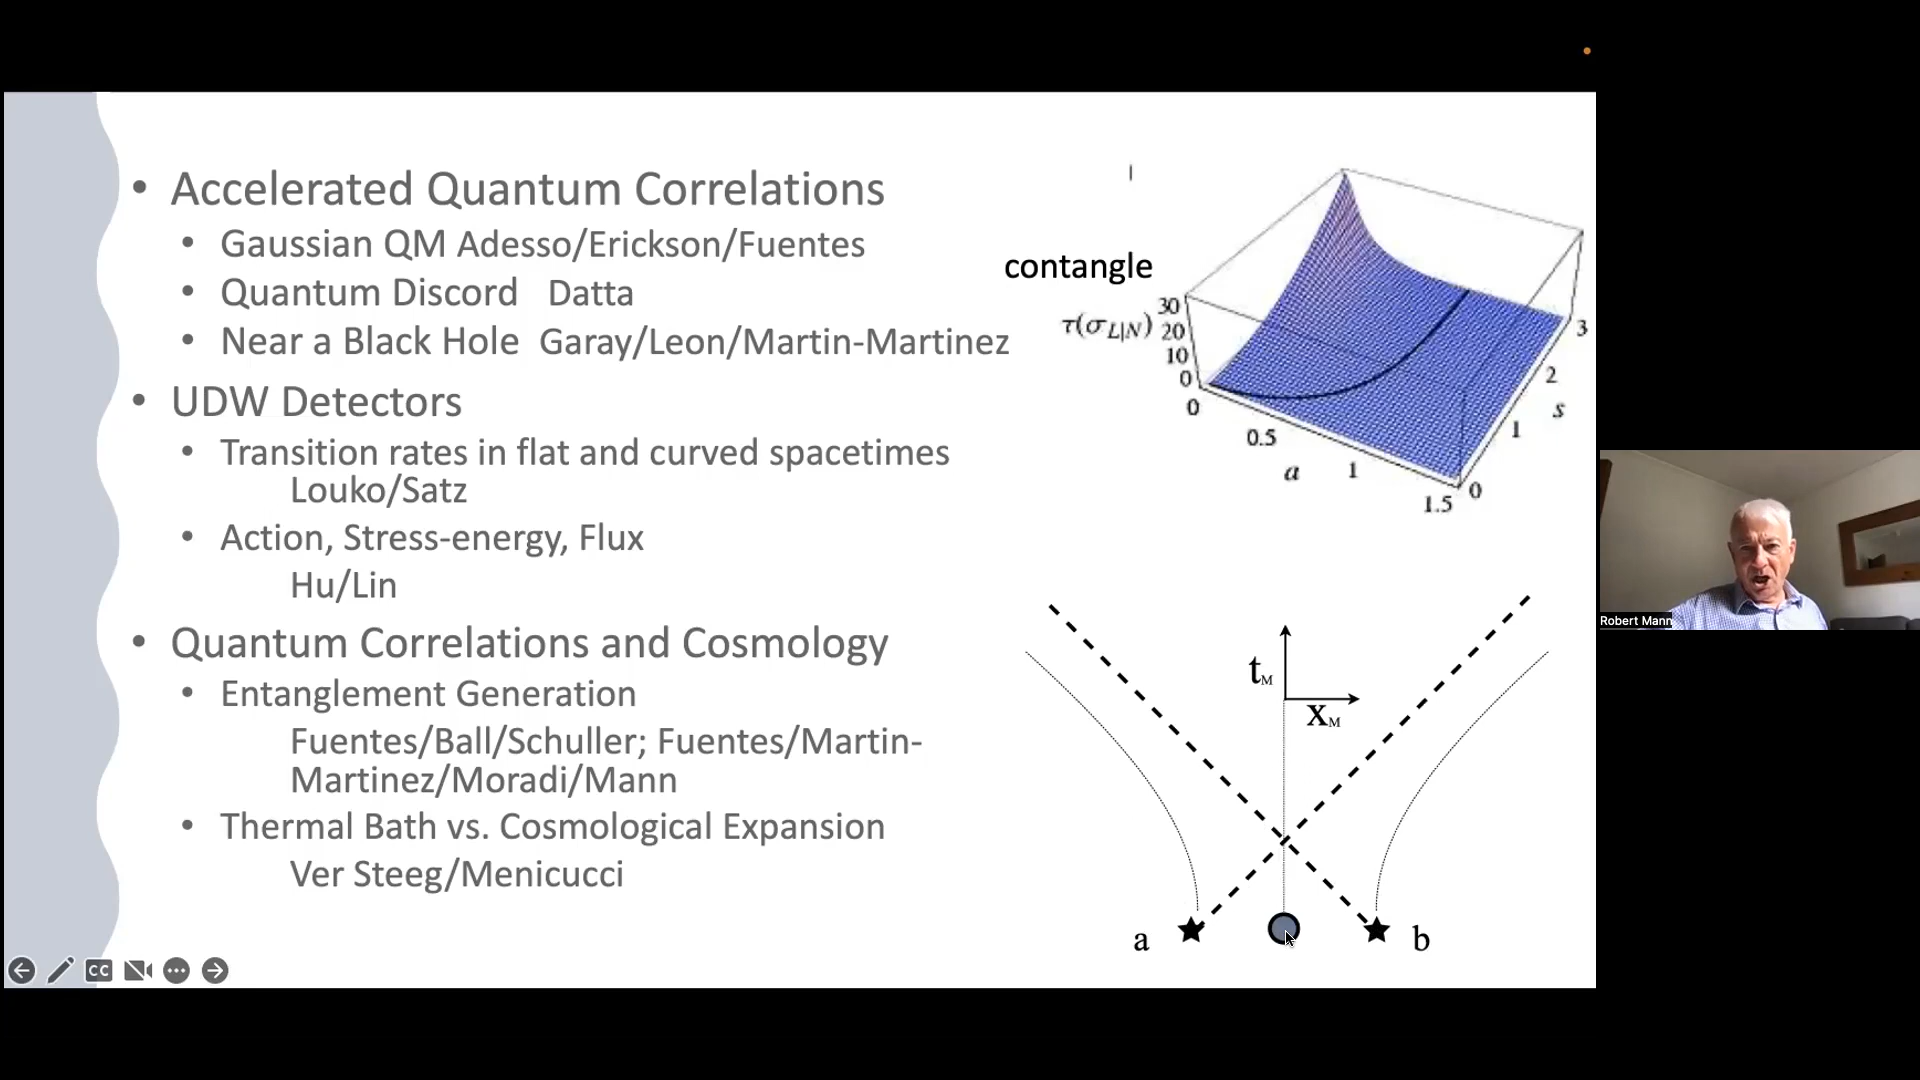 • Accelerated Quantum Correlations
• Gaussian QM Adesso/Erickson/Fuentes
• Quantum Discord Datta
• Near a Black Hole Garay/Leon/Martin-Martinez
• UDW Detectors
• Transition rates in flat and curved spacetimes
Louko/Satz
• Action, Stress-energy, Flux
Hu/Lin
• Quantum Correlations and Cosmology
• Entanglement Generation
Fuentes/Ball/Schuller; Fuentes/Martin-
Martinez/Moradi/Mann
• Thermal Bath vs. Cosmological Expansion
Ver Steeg/Menicucci
contangle
τ(σL|N)
30
20
10
0
0
0.5
1
1.5
a
0
1
2
3
s
tM
xM
a
b
CC
Robert Mann